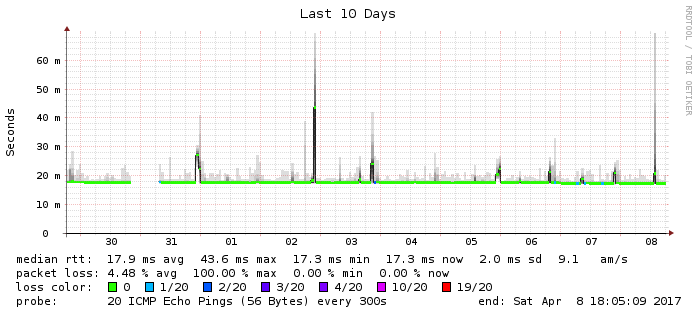 Last 10 Days
RRDTOOL / TOBI OETIKER
Seconds
60 m
50 m
40 m
30 m
20 m
10 m
0
30 31 01 02 03 04 05 06 07 08
median rtt: 17.9 ms avg 43.6 ms max 17.3 ms min 17.3 ms now 2.0 ms sd 9.1 am/s
packet loss: 4.48 % avg 100.00 % max 0.00 % min 0.00 % now
loss color: 0 1/20 2/20 3/20 4/20 10/20 19/20
probe: 20 ICMP Echo Pings (56 Bytes) every 300s end: Sat Apr 8 18:05:09 2017